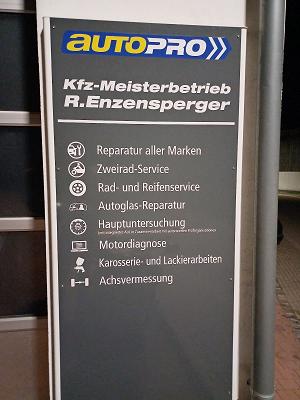 AUTOPRO
Kfz-Meisterbetrieb
R.Enzensperger
Reparatur aller Marken
Zweirad-Service
Rad- und Reifenservice
Autoglas-Reparatur
Hauptuntersuchung
Motordiagnose
Karosserie- und Lackierarbeiten
Achsvermessung